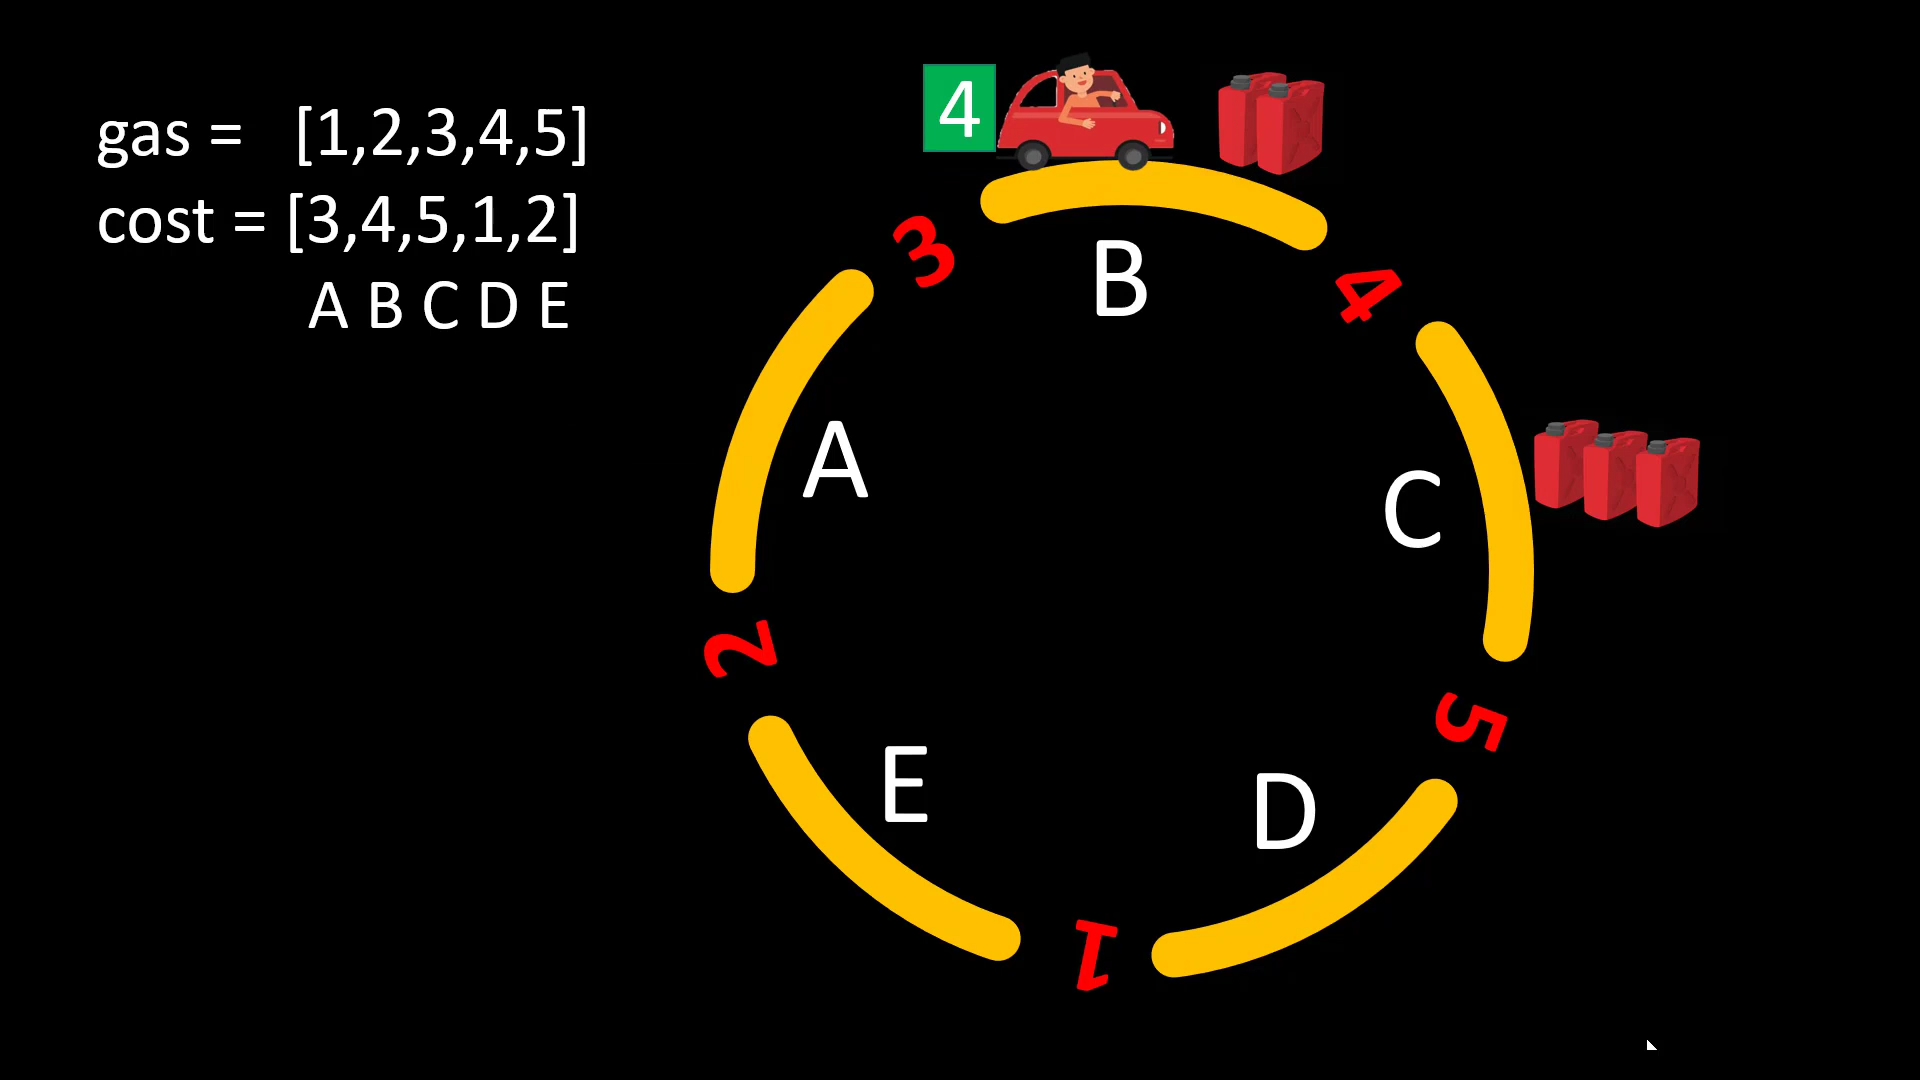 gas = [1,2,3,4,5]
cost = [3,4,5,1,2]
A B C D E
4
3
B
4
A
C
2
5
E
D
1